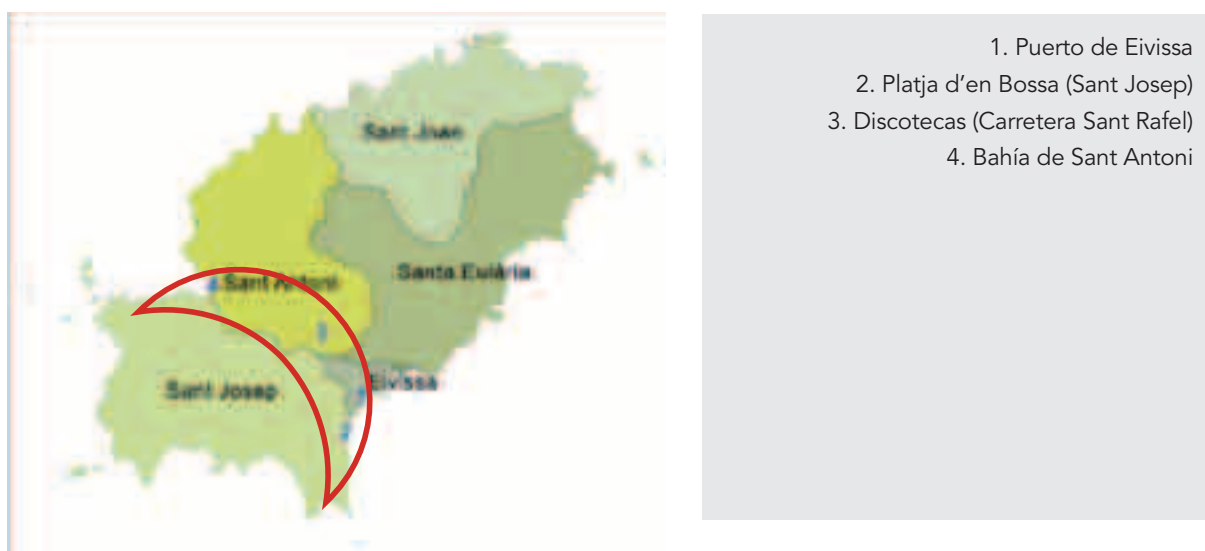 Sant Joan
Santa Eulària
Sant Antoni
Eivissa
Sant Josep
1. Puerto de Eivissa
2. Platja d’en Bossa (Sant Josep)
3. Discotecas (Carretera Sant Rafel)
4. Bahía de Sant Antoni